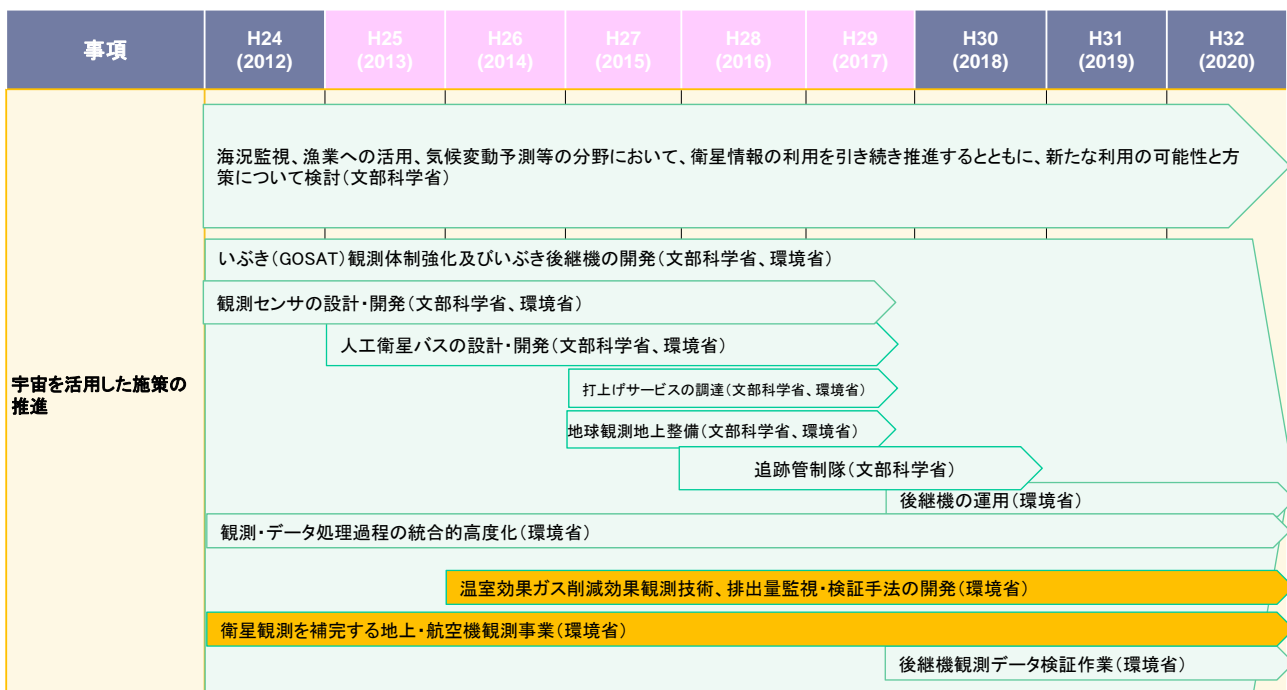 事項
H24
(2012)
H25
(2013)
H26
(2014)
H27
(2015)
H28
(2016)
H29
(2017)
H30
(2018)
H31
(2019)
H32
(2020)
宇宙を活用した施策の
推進
海況監視、漁業への活用、気候変動予測等の分野において、衛星情報の利用を引き続き推進するとともに、新たな利用の可能性と方
策について検討(文部科学省)
いぶき(GOSAT)観測体制強化及びいぶき後継機の開発(文部科学省、環境省)
観測センサの設計・開発(文部科学省、環境省)
人工衛星バスの設計・開発(文部科学省、環境省)
打上げサービスの調達(文部科学省、環境省)
地球観測地上整備(文部科学省、環境省)
追跡管制隊(文部科学省)
後継機の運用(環境省)
観測・データ処理過程の統合的高度化(環境省)
温室効果ガス削減効果観測技術、排出量監視・検証手法の開発(環境省)
衛星観測を補完する地上・航空機観測事業(環境省)
後継機観測データ検証作業(環境省)